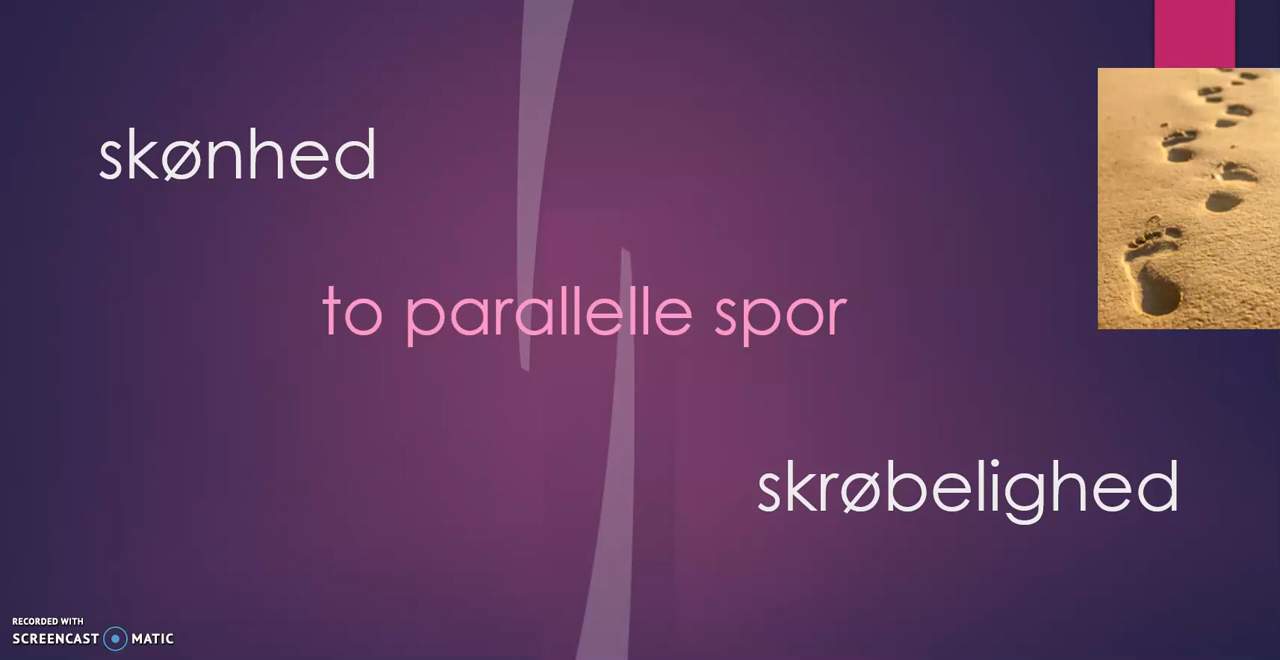 skønhed
to parallelle spor
skrøbelighed
RECORDED WITH
SCREENCAST MATIC